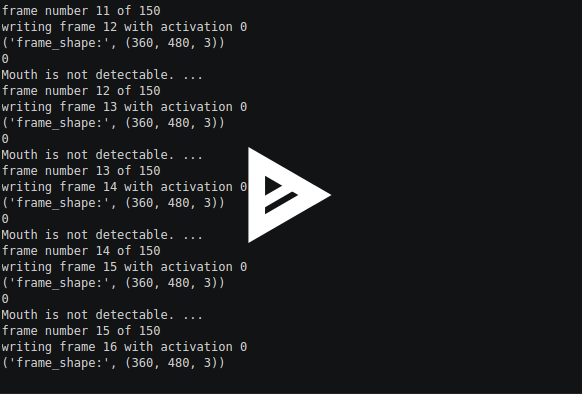 frame number 11 of 150
writing frame 12 with activation 0
('frame_shape:', (360, 480, 3))
0
Mouth is not detectable. ...
frame number 12 of 150
writing frame 13 with activation 0
('frame_shape:', (360, 480, 3))
0
Mouth is not detectable. ...
frame number 13 of 150
writing frame 14 with activation 0
('frame_shape:', (360, 480, 3))
0
Mouth is not detectable. ...
frame number 14 of 150
writing frame 15 with activation 0
('frame_shape:', (360, 480, 3))
0
Mouth is not detectable. ...
frame number 15 of 150
writing frame 16 with activation 0
('frame_shape:', (360, 480, 3))